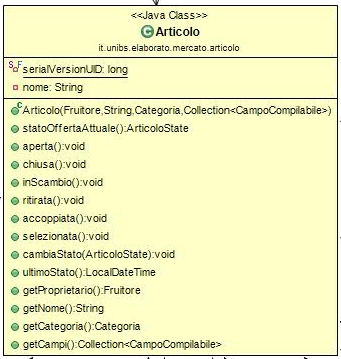 <<Java Class>>
C Articolo
it.unibs.elaborato.mercato.articolo
S F serialVersionUID: long
nome: String
C Articolo(Fruitore,String,Categoria,Collection<CampoCompilabile>)
statoOffertaAttuale():ArticoloState
aperta():void
chiusa():void
inScambio():void
ritirata():void
accoppiata():void
selezionata():void
cambiaStato(ArticoloState):void
ultimoStato():LocalDateTime
getProprietario():Fruitore
getNome():String
getCategoria():Categoria
getCampi():Collection<CampoCompilabile>